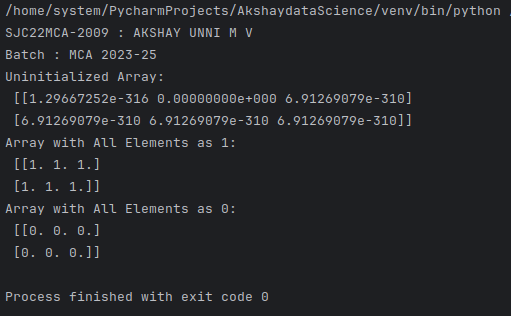 /home/system/PycharmProjects/AkshaydataScience/venv/bin/python
SJC22MCA-2009 : AKSHAY UNNI M V
Batch : MCA 2023-25
Uninitialized Array:
[[1.29667252e-316 0.00000000e+000 6.91269079e-310]
[6.91269079e-310 6.91269079e-310 6.91269079e-310]]
Array with All Elements as 1:
[[1. 1. 1.]
[1. 1. 1.]]
Array with All Elements as 0:
[[0. 0. 0.]
[0. 0. 0.]]
Process finished with exit code 0